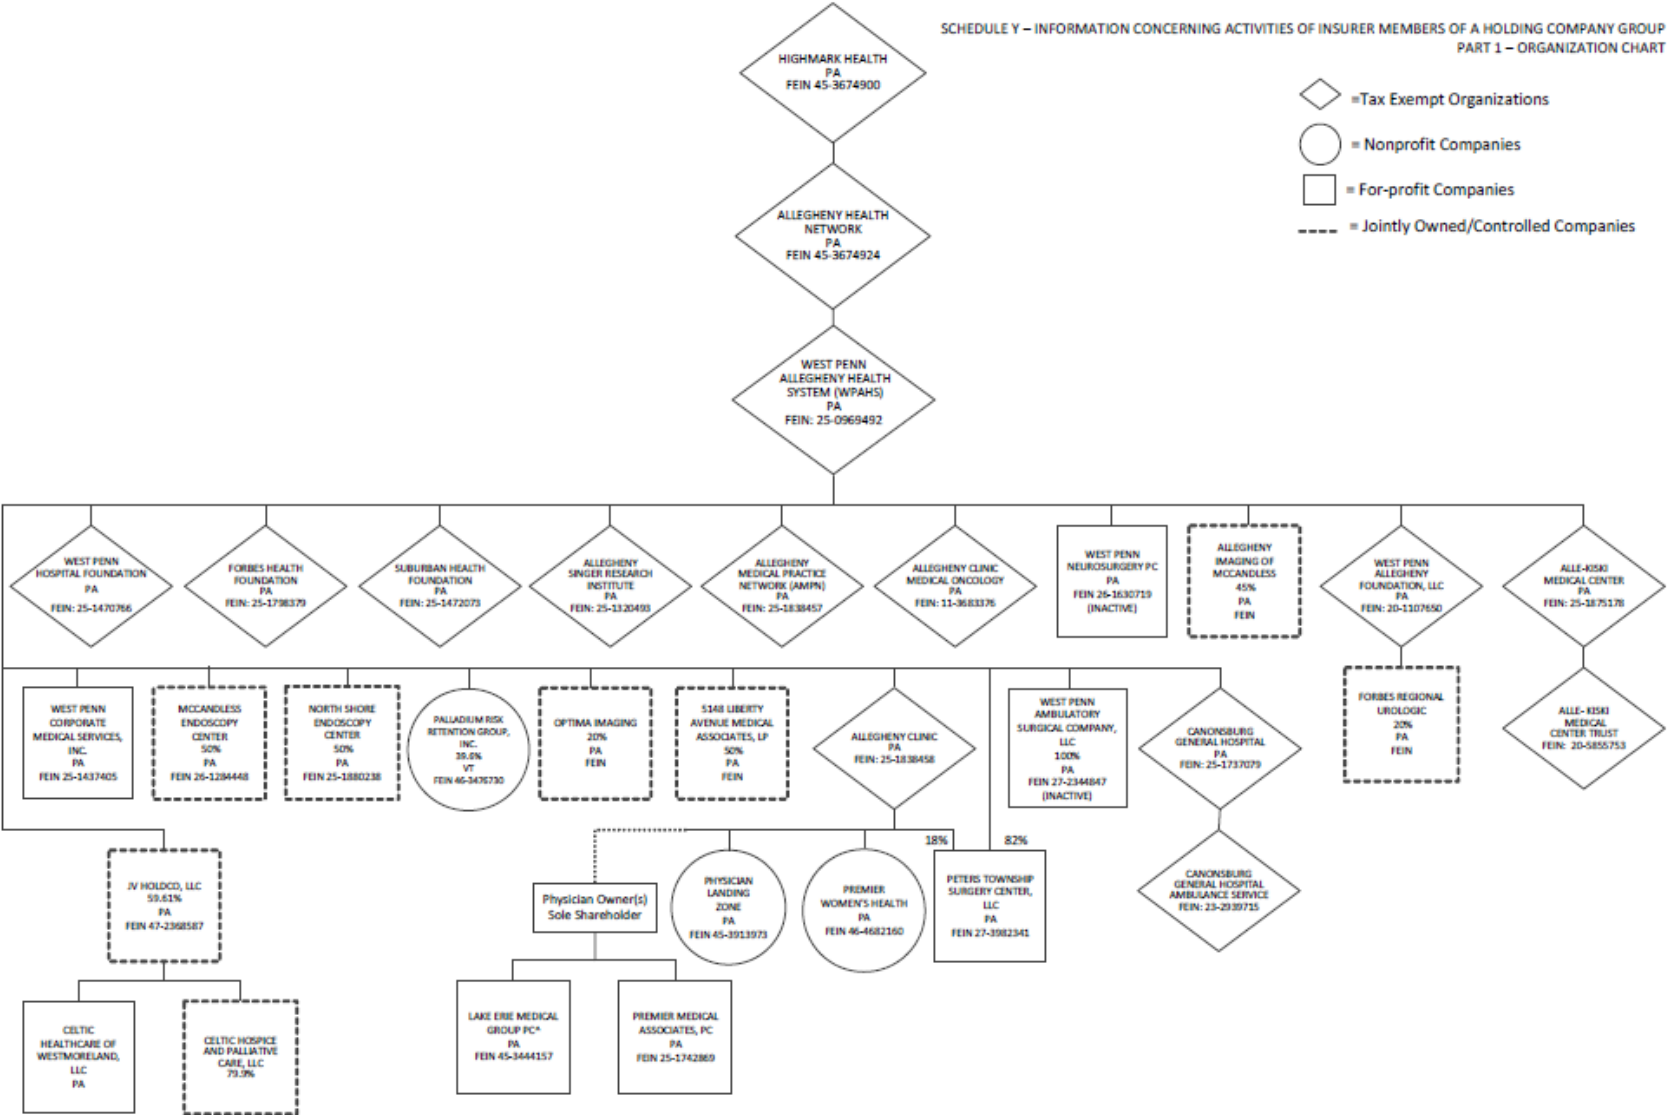 SCHEDULE Y – INFORMATION CONCERNING ACTIVITIES OF INSURER MEMBERS OF A HOLDING COMPANY GROUP
PART 1 – ORGANIZATION CHART
=Tax Exempt Organizations
= Nonprofit Companies
= For-profit Companies
= Jointly Owned/Controlled Companies
HIGHMARK HEALTH
PA
FEIN 45-3674900
ALLEGHENY HEALTH
NETWORK
PA
FEIN 45-3674924
WEST PENN
ALLEGHENY HEALTH
SYSTEM (WPAHS)
PA
FEIN: 25-0969492
WEST PENN
HOSPITAL FOUNDATION
PA
FEIN: 25-1470766
FORBES HEALTH
FOUNDATION
PA
FEIN: 25-1798379
SUBURBAN HEALTH
FOUNDATION
PA
FEIN: 25-1472073
ALLEGHENY
SINGER RESEARCH
INSTITUTE
PA
FEIN: 25-1320493
ALLEGHENY
MEDICAL PRACTICE
NETWORK (AMPN)
PA
FEIN: 25-1838457
ALLEGHENY CLINIC
MEDICAL ONCOLOGY
PA
FEIN: 11-3683376
WEST PENN
NEUROSURGERY PC
PA
FEIN 26-1630719
(INACTIVE)
ALLEGHENY
IMAGING OF
MCCANDLESS
45%
PA
FEIN
WEST PENN
ALLEGHENY
FOUNDATION, LLC
PA
FEIN: 20-1107650
ALLE-KISKI
MEDICAL CENTER
PA
FEIN: 25-1875178
WEST PENN
CORPORATE
MEDICAL SERVICES,
INC.
PA
FEIN 25-1437405
MCCANDLESS
ENDOSCOPY
CENTER
50%
PA
FEIN 26-1284448
NORTH SHORE
ENDOSCOPY
CENTER
50%
PA
FEIN 25-1880238
PALLADIUM RISK
RETENTION GROUP,
INC.
39.6%
VT
FEIN 46-3476730
OPTIMA IMAGING
20%
PA
FEIN
5148 LIBERTY
AVENUE MEDICAL
ASSOCIATES, LP
50%
PA
FEIN
ALLEGHENY CLINIC
PA
FEIN: 25-1838458
WEST PENN
AMBULATORY
SURGICAL COMPANY,
LLC
100%
PA
FEIN 27-2344847
(INACTIVE)
CANONSBURG
GENERAL HOSPITAL
PA
FEIN: 25-1737079
FORBES REGIONAL
UROLOGIC
20%
PA
FEIN
ALLE- KISKI
MEDICAL
CENTER TRUST
FEIN: 20-5855753
JV HOLDCO, LLC
59.61%
PA
FEIN 47-2368587
Physician Owner(s)
Sole Shareholder
PHYSICIAN
LANDING
ZONE
PA
FEIN 45-3913973
PREMIER
WOMEN'S HEALTH
PA
FEIN 46-4682160
18%
82%
PETERS TOWNSHIP
SURGERY CENTER,
LLC
PA
FEIN 27-3982341
CANONSBURG
GENERAL HOSPITAL
AMBULANCE SERVICE
FEIN: 23-2939715
CELTIC
HEALTHCARE OF
WESTMORELAND,
LLC
PA
CELTIC HOSPICE
AND PALLIATIVE
CARE, LLC
79.9%
LAKE ERIE MEDICAL
GROUP PC^
PA
FEIN 45-3444157
PREMIER MEDICAL
ASSOCIATES, PC
PA
FEIN 25-1742869